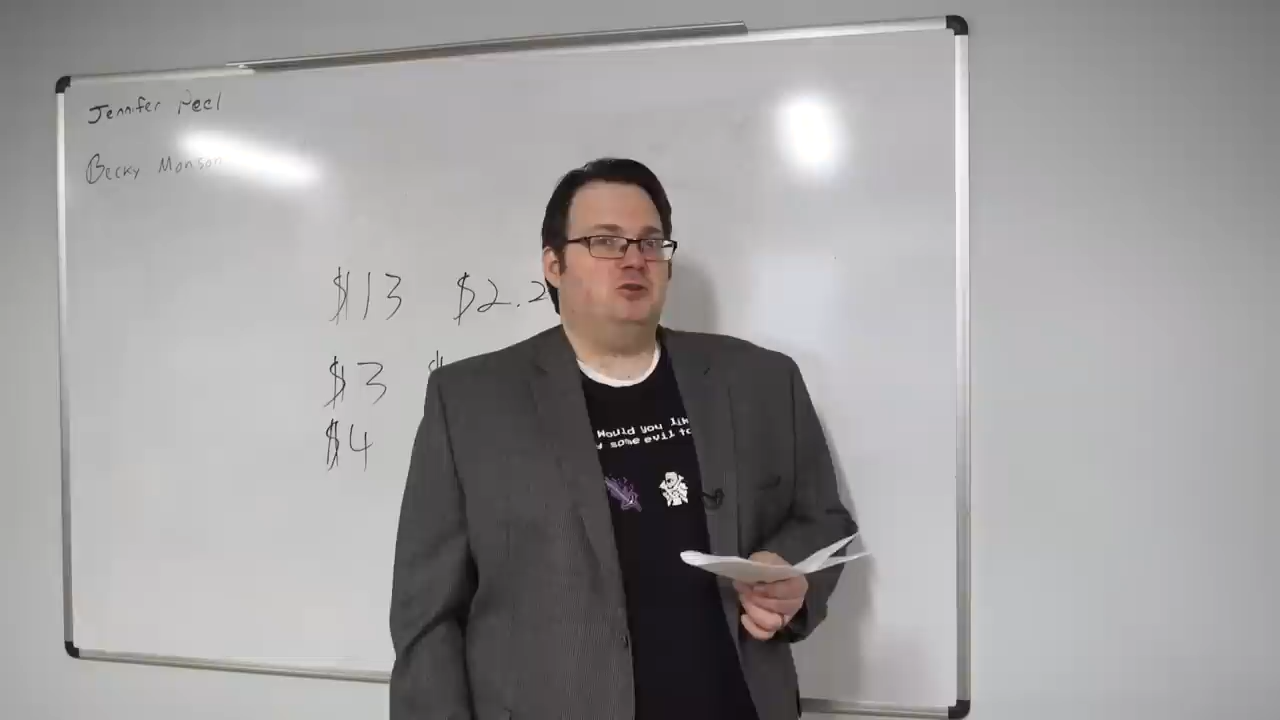 Jennifer Peel
Becky Monson
$13 $2.2
$3 $
$4
Would you lik
y some evil to